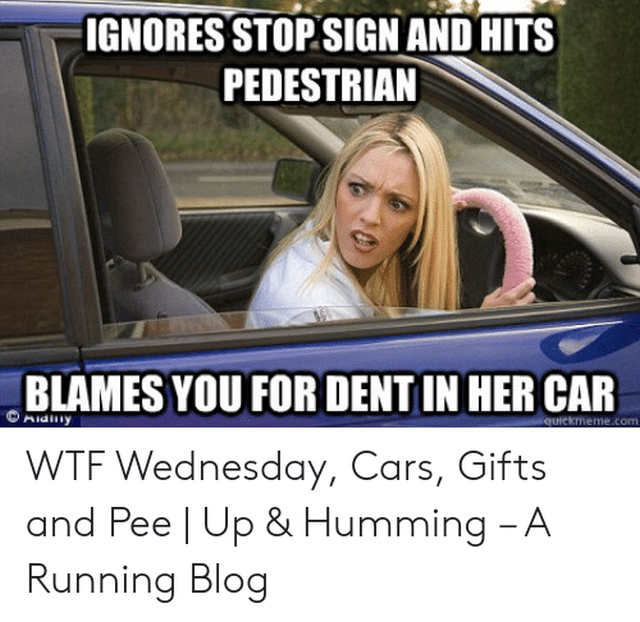 IGNORES STOP SIGN AND HITS
PEDESTRIAN
BLAMES YOU FOR DENT IN HER CAR
quickmeme.com
WTF Wednesday, Cars, Gifts
and Pee | Up & Humming – A
Running Blog